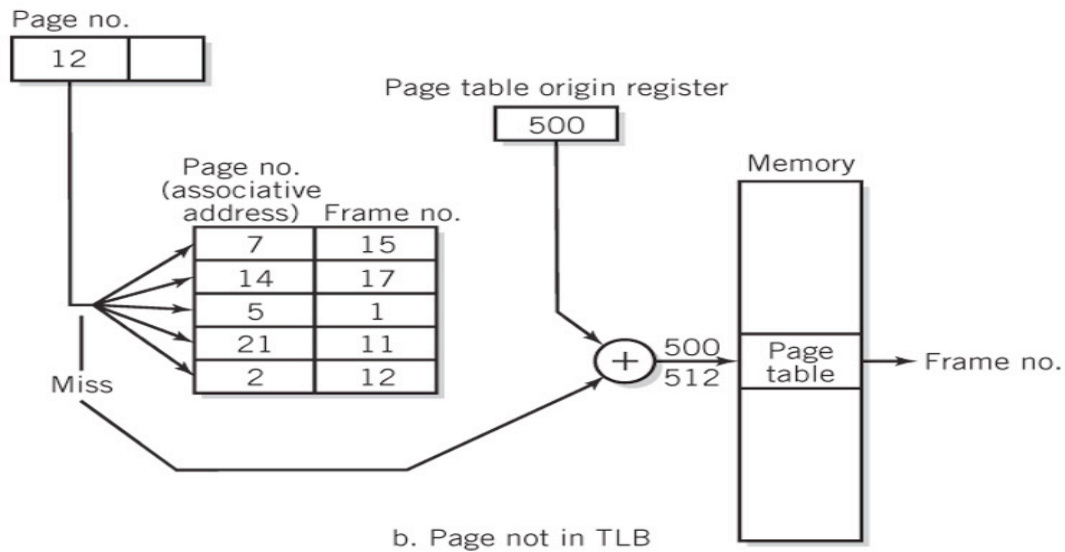 Page no.
12
Page table origin register
500
Page no.
(associative
address) Frame no.
7 15
14 17
5 1
21 11
2 12
Miss
+
500
512
Memory
Page
table
Frame no.
b. Page not in TLB